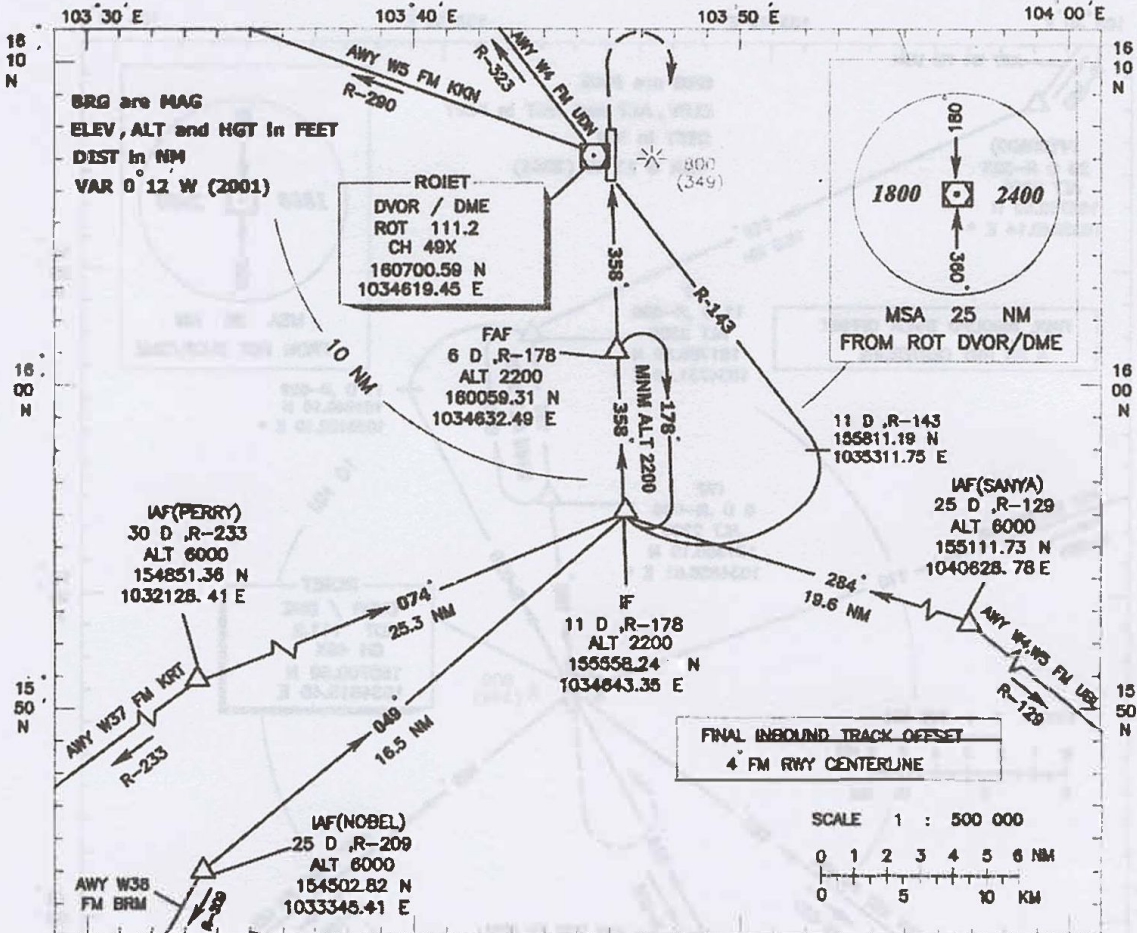 103° 30' E
103° 40' E
103° 50' E
104° 00' E
16° 10' N
16° 10' N
AWY W5 FM KKN
R-290
R-323
AWY W4 FM UDN
BRG are MAG
ELEV, ALT and HGT in FEET
DIST in NM
VAR 0° 12' W (2001)
800
(349)
180°
1800
2400
360°
MSA 25 NM
FROM ROT DVOR/DME
ROIET
DVOR / DME
ROT 111.2
CH 49X
160700.59 N
1034619.45 E
358°
R-143
10 NM
FAF
6 D ,R-178
ALT 2200
160059.31 N
1034632.49 E
16° 00' N
16° 00' N
358°
MNM ALT 2200
178°
11 D ,R-143
155811.19 N
1035311.75 E
IAF(PERRY)
30 D ,R-233
ALT 6000
154851.36 N
1032128.41 E
IAF(SANYA)
25 D ,R-129
ALT 6000
155111.73 N
1040628.78 E
074°
25.3 NM
284°
19.6 NM
IF
11 D ,R-178
ALT 2200
155558.24 N
1034643.35 E
AWY W4,W5 FM UBL
R-129
15° 50' N
15° 50' N
AWY W37 FM KRT
R-233
049°
16.5 NM
FINAL INBOUND TRACK OFFSET
4° FM RWY CENTERLINE
IAF(NOBEL)
25 D ,R-209
ALT 6000
154502.82 N
1033345.41 E
AWY W38
FM BRM
R-209
SCALE 1 : 500 000
0 1 2 3 4 5 6 NM
0 5 10 KM